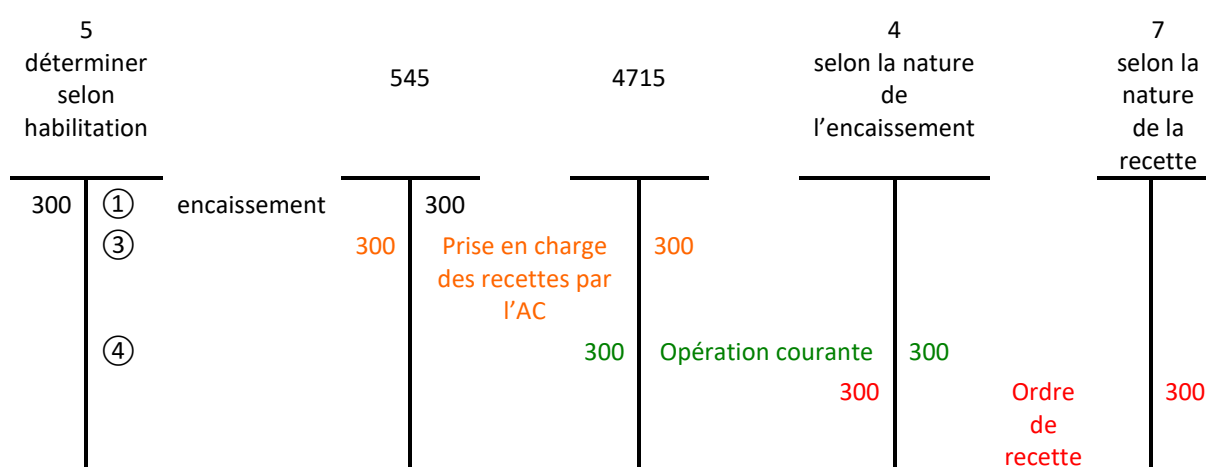 5
déterminer
selon
habilitation
545
4715
4
selon la nature
de
l'encaissement
7
selon la
nature
de la
recette
300 ① encaissement 300
③ 300 Prise en charge 300
des recettes par
l'AC
④ 300 Opération courante 300
300 Ordre 300
de
recette